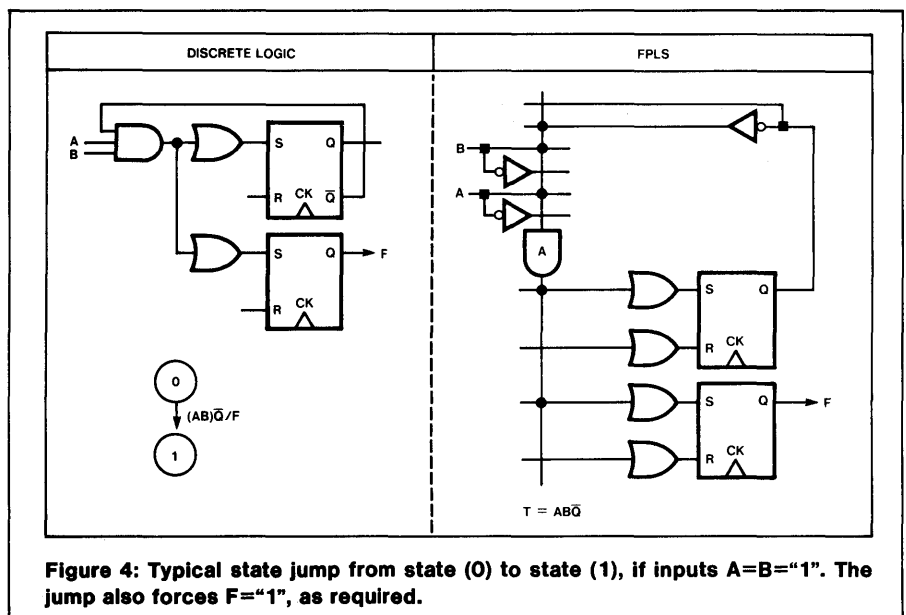 DISCRETE LOGIC
A
B
S Q
R CK Q̅
S Q F
R CK
0
(AB)Q̅/F
1
FPLS
B
A
A
S Q
R CK
S Q F
R CK
T = ABQ̅
Figure 4: Typical state jump from state (0) to state (1), if inputs A=B=“1”. The
jump also forces F=“1”, as required.